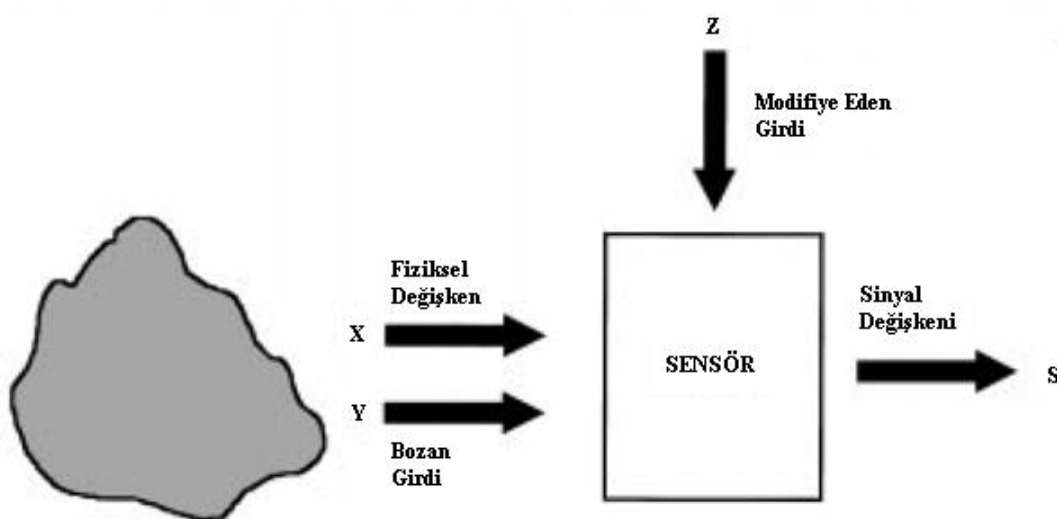 Z
Modifiye Eden
Girdi
Fiziksel
Değişken
X
SENSÖR
Sinyal
Değişkeni
S
Y
Bozan
Girdi